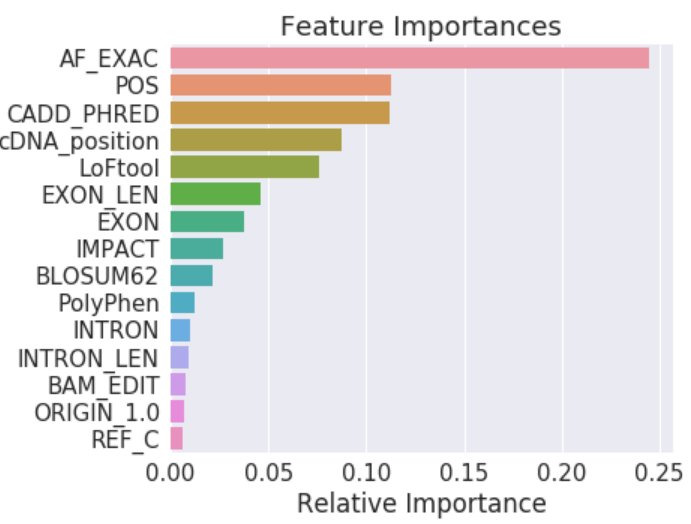 Feature Importances
AF_EXAC
POS
CADD_PHRED
cDNA_position
LoFtool
EXON_LEN
EXON
IMPACT
BLOSUM62
PolyPhen
INTRON
INTRON_LEN
BAM_EDIT
ORIGIN_1.0
REF_C
0.00 0.05 0.10 0.15 0.20 0.25
Relative Importance